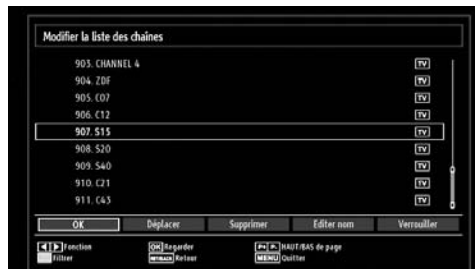 Modifier la liste des chaînes
903. CHANNEL 4 TV
904. ZDF TV
905. C07 TV
906. C12 TV
907. S15 TV
908. S20 TV
909. S40 TV
910. C21 TV
911. C43 TV
OK Déplacer Supprimer Editer nom Verrouiller
Fonction OK Regarder P+ P- HAUT/BAS de page
Filtrer RET/BACK Retour MENU Quitter